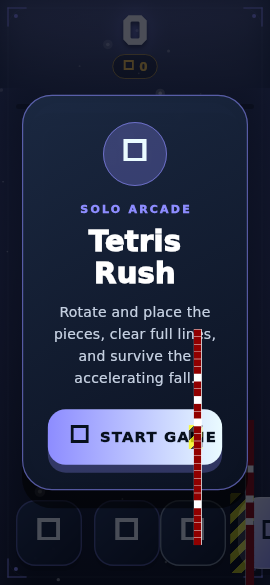 0
0
SOLO ARCADE
Tetris
Rush
Rotate and place the
pieces, clear full lines,
and survive the
accelerating fall.
START GAME